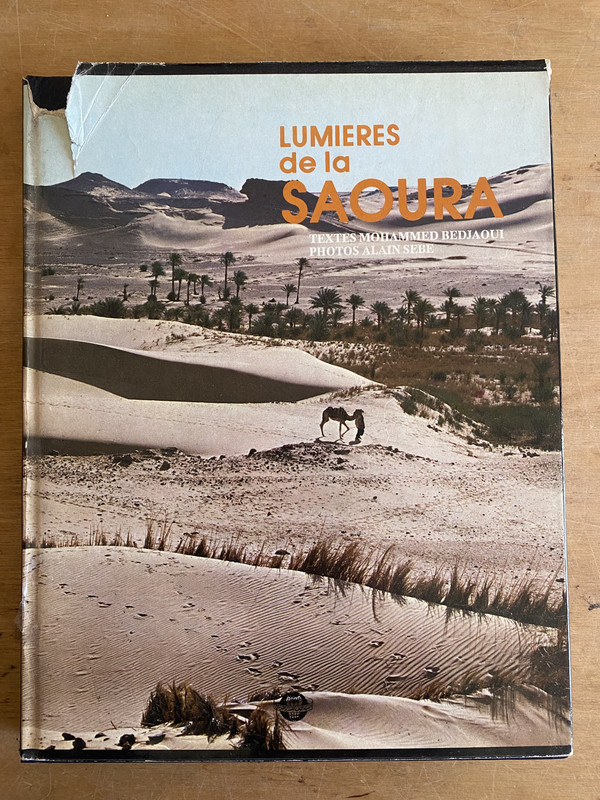 LUMIERES
de la
SAOURA
TEXTES MOHAMMED BEDJAOUI
PHOTOS ALAIN SEBE